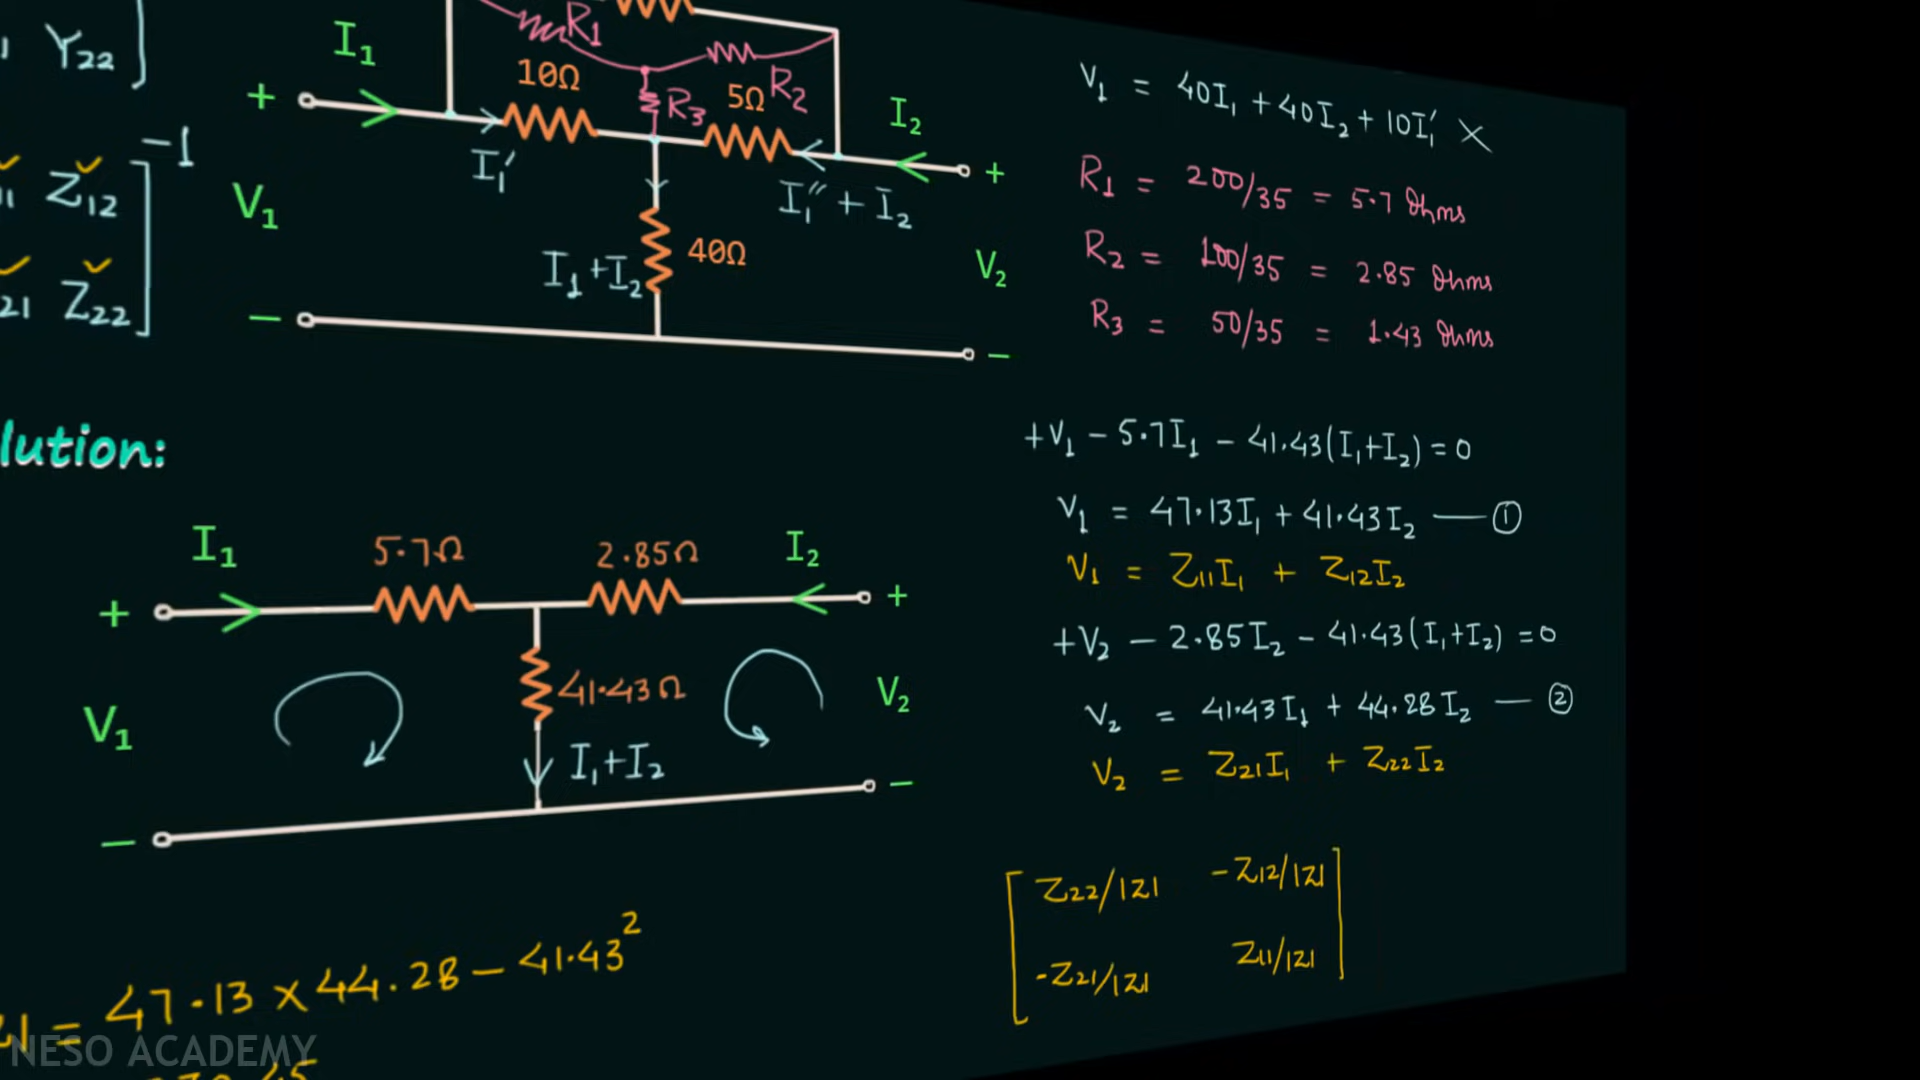 Y₂₂
Z₁₂ -1
Z₂₂
I₁
R₁
10Ω
R₂
5Ω
R₃
I₂
+
+
I₁'
I₁'' + I₂
V₁
40Ω
I₁+I₂
V₂
−
−
V₁ = 40I₁ + 40I₂ + 10I₁' ×
R₁ = 200/35 = 5.7 Ohms
R₂ = 100/35 = 2.85 Ohms
R₃ = 50/35 = 1.43 Ohms
lution:
I₁
5.7Ω
2.85Ω
I₂
+
+
41.43Ω
V₁
V₂
I₁+I₂
−
−
+V₁ − 5.7I₁ − 41.43(I₁+I₂) = 0
V₁ = 47.13I₁ + 41.43I₂ — ①
V₁ = Z₁₁I₁ + Z₁₂I₂
+V₂ − 2.85I₂ − 41.43(I₁+I₂) = 0
V₂ = 41.43I₁ + 44.28I₂ — ②
V₂ = Z₂₁I₁ + Z₂₂I₂
Z₂₂/|Z| −Z₁₂/|Z|
−Z₂₁/|Z| Z₁₁/|Z|
= 47.13 × 44.28 − 41.43²
NESO ACADEMY